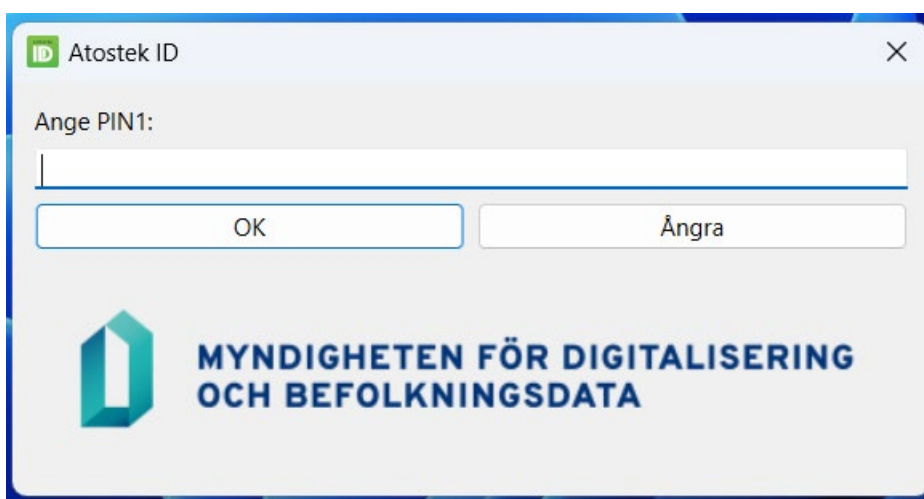 Atostek ID
Ange PIN1:
OK
Ångra
MYNDIGHETEN FÖR DIGITALISERING
OCH BEFOLKNINGSDATA